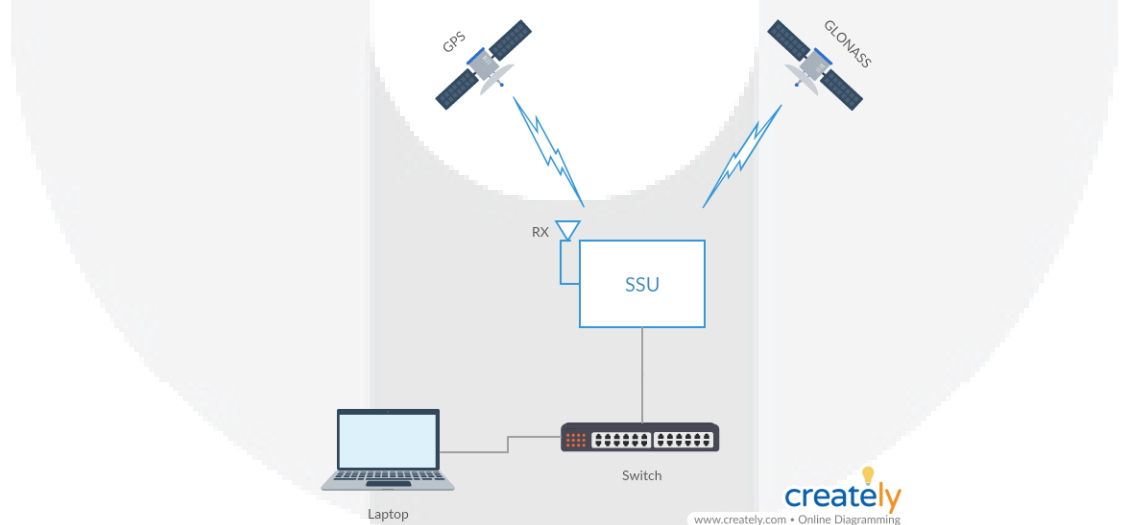 GPS
GLONASS
RX
SSU
Switch
Laptop
creately
www.creately.com • Online Diagramming